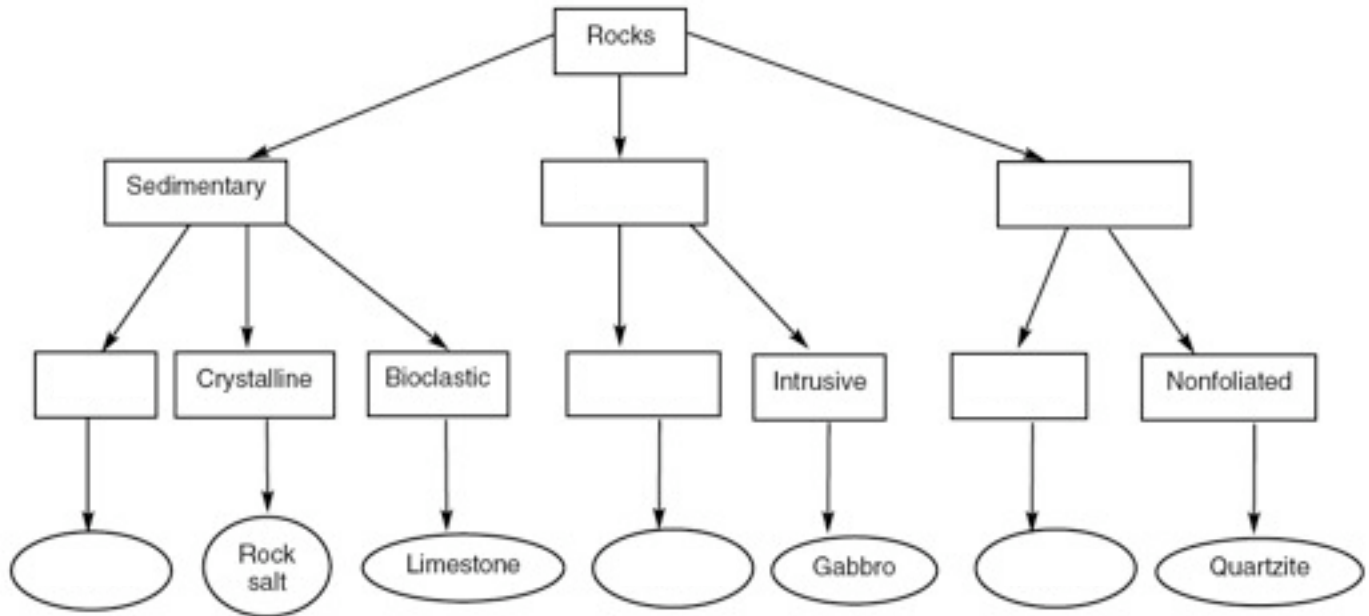 Rocks
Sedimentary
Crystalline
Bioclastic
Intrusive
Nonfoliated
Rock
salt
Limestone
Gabbro
Quartzite